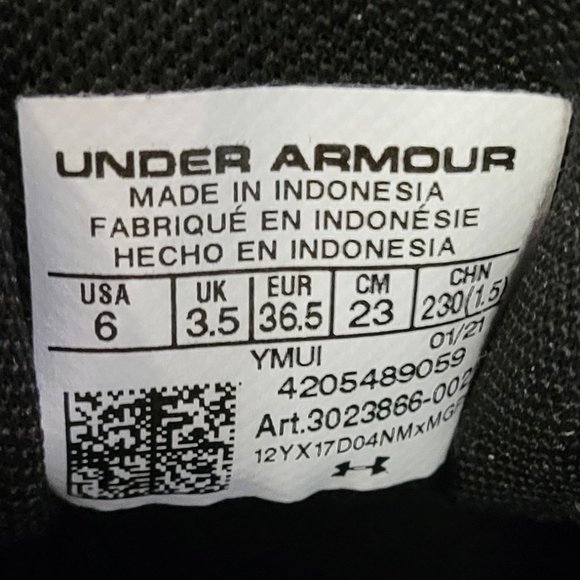 UNDER ARMOUR
MADE IN INDONESIA
FABRIQUÉ EN INDONÉSIE
HECHO EN INDONESIA
USA UK EUR CM CHN
6 3.5 36.5 23 230(1.5)
01/21
YMUI
4205489059
Art.3023866-002